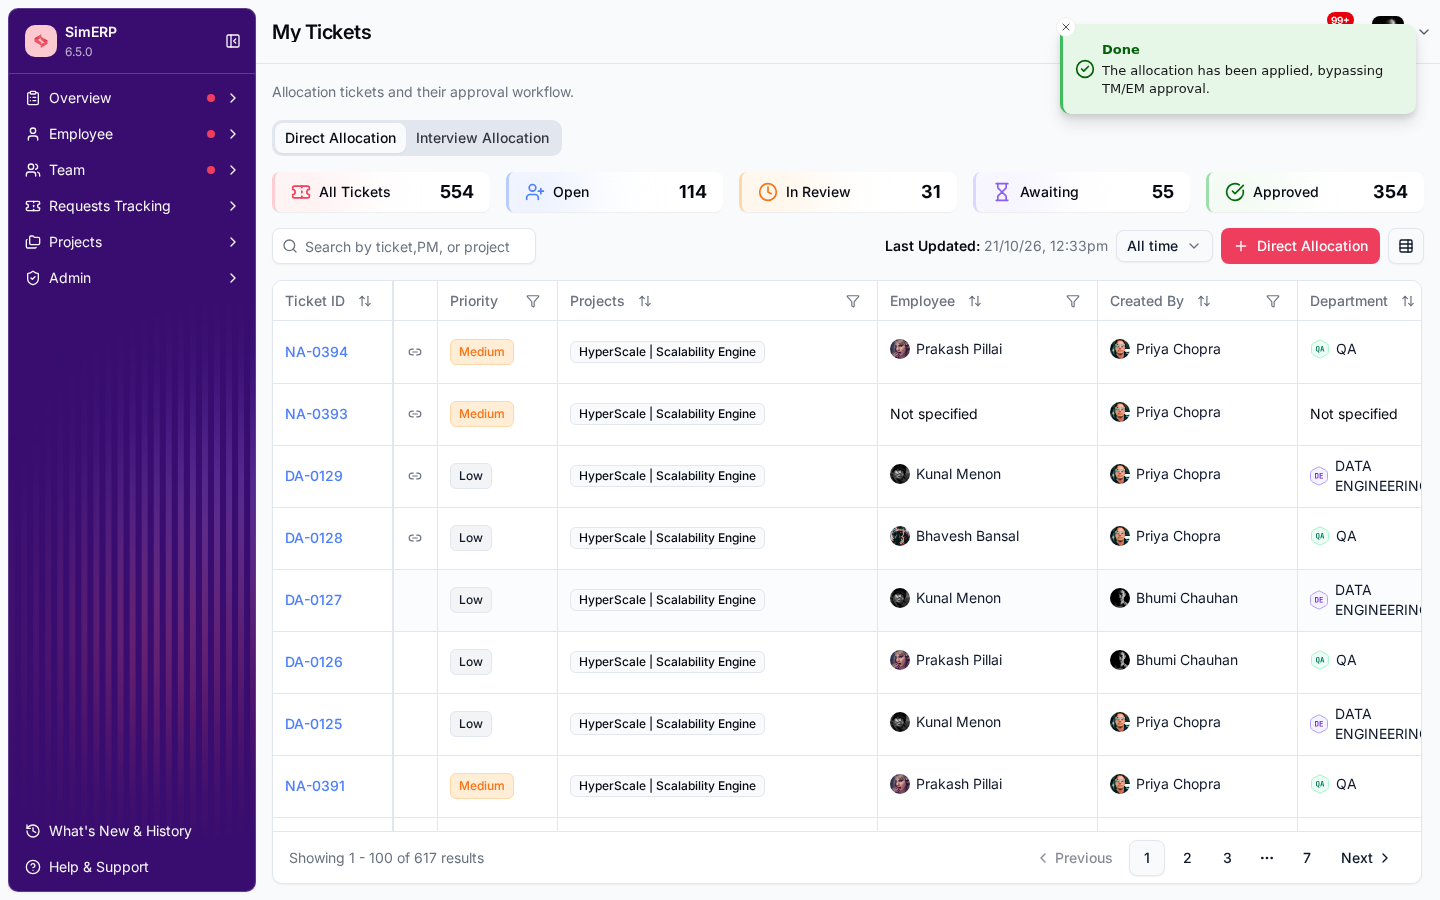 SimERP
6.5.0
Overview
Employee
Team
Requests Tracking
Projects
Admin
What's New & History
Help & Support
My Tickets
99+
Done
The allocation has been applied, bypassing
TM/EM approval.
Allocation tickets and their approval workflow.
Direct Allocation Interview Allocation
All Tickets 554
Open 114
In Review 31
Awaiting 55
Approved 354
Search by ticket,PM, or project
Last Updated: 21/10/26, 12:33pm
All time
Direct Allocation
Ticket ID Priority Projects Employee Created By Department
NA-0394 Medium HyperScale | Scalability Engine Prakash Pillai Priya Chopra QA QA
NA-0393 Medium HyperScale | Scalability Engine Not specified Priya Chopra Not specified
DA-0129 Low HyperScale | Scalability Engine Kunal Menon Priya Chopra DE DATA
ENGINEERING
DA-0128 Low HyperScale | Scalability Engine Bhavesh Bansal Priya Chopra QA QA
DA-0127 Low HyperScale | Scalability Engine Kunal Menon Bhumi Chauhan DE DATA
ENGINEERING
DA-0126 Low HyperScale | Scalability Engine Prakash Pillai Bhumi Chauhan QA QA
DA-0125 Low HyperScale | Scalability Engine Kunal Menon Priya Chopra DE DATA
ENGINEERING
NA-0391 Medium HyperScale | Scalability Engine Prakash Pillai Priya Chopra QA QA
Showing 1 - 100 of 617 results
Previous 1 2 3 ··· 7 Next